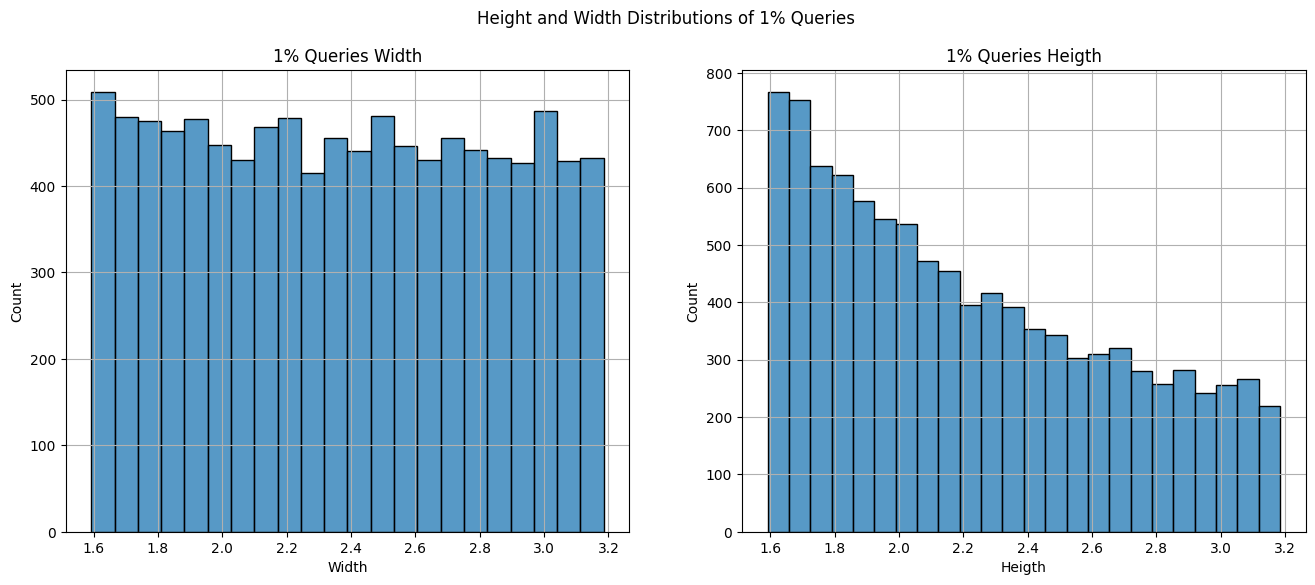 Height and Width Distributions of 1% Queries
1% Queries Width
500
400
300
200
100
0
Count
1.6 1.8 2.0 2.2 2.4 2.6 2.8 3.0 3.2
Width
1% Queries Heigth
800
700
600
500
400
300
200
100
0
Count
1.6 1.8 2.0 2.2 2.4 2.6 2.8 3.0 3.2
Heigth